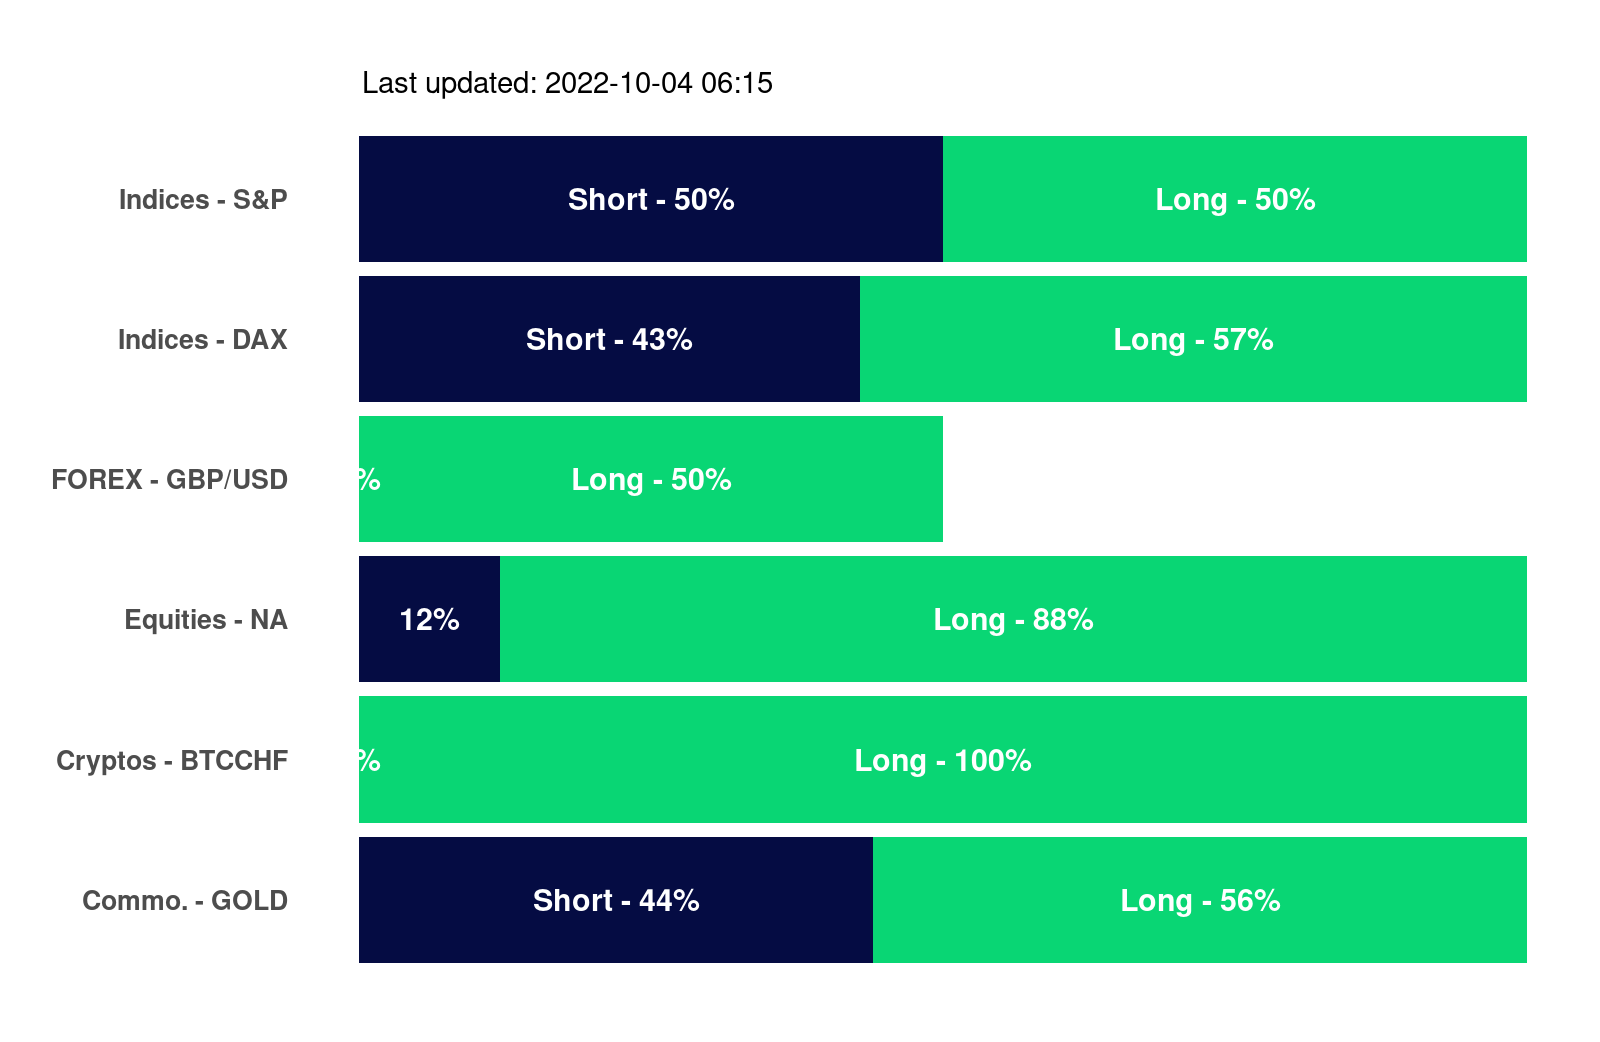 Last updated: 2022-10-04 06:15
Indices - S&P Short - 50% Long - 50%
Indices - DAX Short - 43% Long - 57%
FOREX - GBP/USD % Long - 50%
Equities - NA 12% Long - 88%
Cryptos - BTCCHF % Long - 100%
Commo. - GOLD Short - 44% Long - 56%